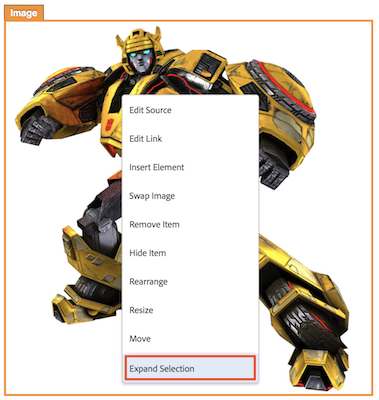 Image
Edit Source
Edit Link
Insert Element
Swap Image
Remove Item
Hide Item
Rearrange
Resize
Move
Expand Selection